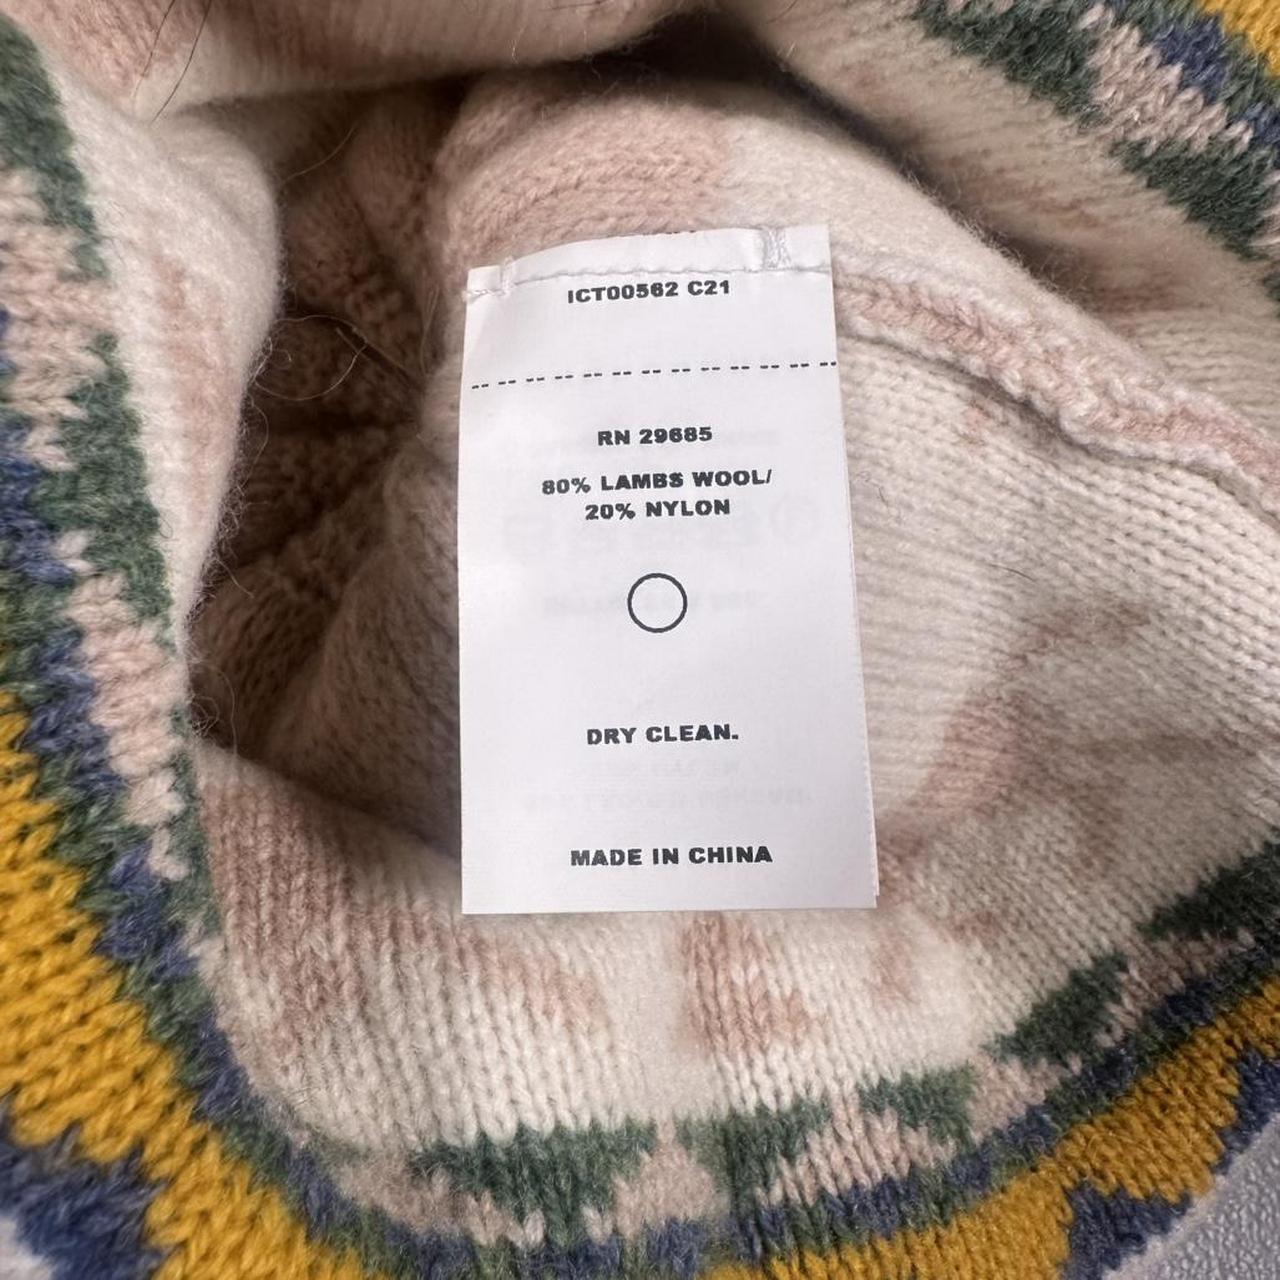 ICT00562 C21
RN 29685
80% LAMBS WOOL/
20% NYLON
DRY CLEAN.
MADE IN CHINA